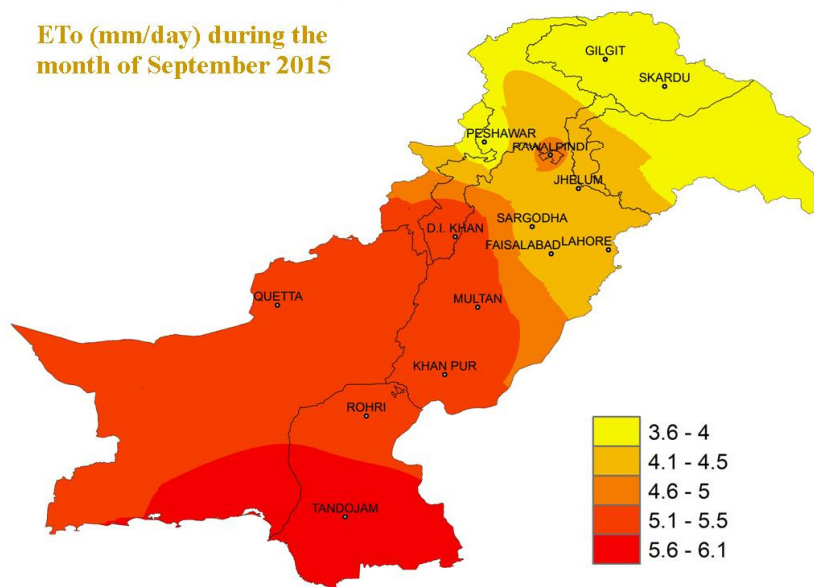 ETo (mm/day) during the
month of September 2015
GILGIT
SKARDU
PESHAWAR
RAWALPINDI
JHELUM
SARGODHA
D.I. KHAN
FAISALABAD
LAHORE
QUETTA
MULTAN
KHAN PUR
ROHRI
TANDOJAM
3.6 - 4
4.1 - 4.5
4.6 - 5
5.1 - 5.5
5.6 - 6.1